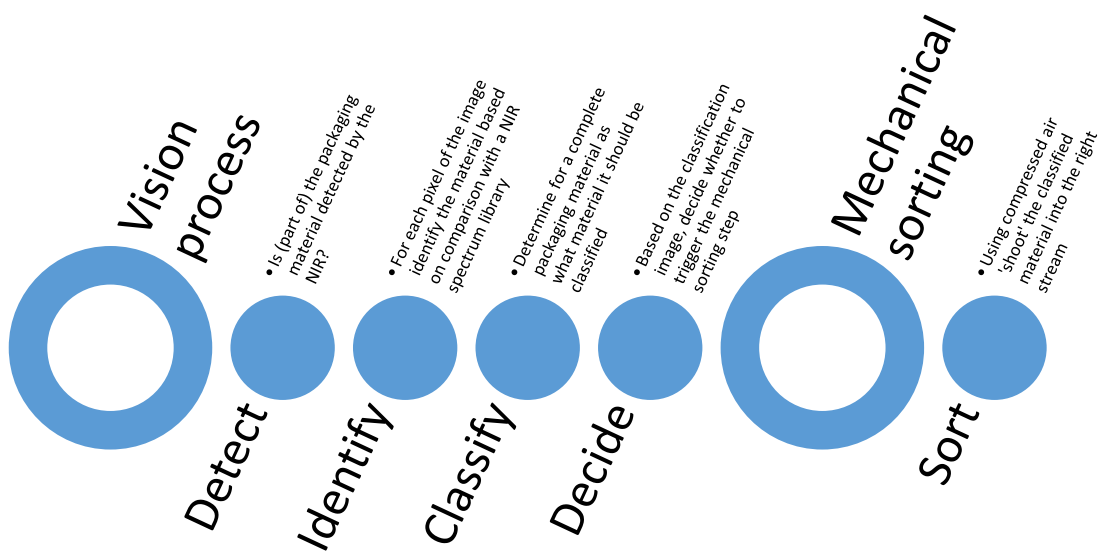 Vision
process
• Is (part of) the packaging
material detected by the
NIR?
Detect
• For each pixel of the image
identify the material based
on comparison with a NIR
spectrum library
Identify
• Determine for a complete
packaging material as
what material it should be
classified
Classify
• Based on the classification
image, decide whether to
trigger the mechanical
sorting step
Decide
Mechanical
sorting
• Using compressed air
'shoot' the classified
material into the right
stream
Sort